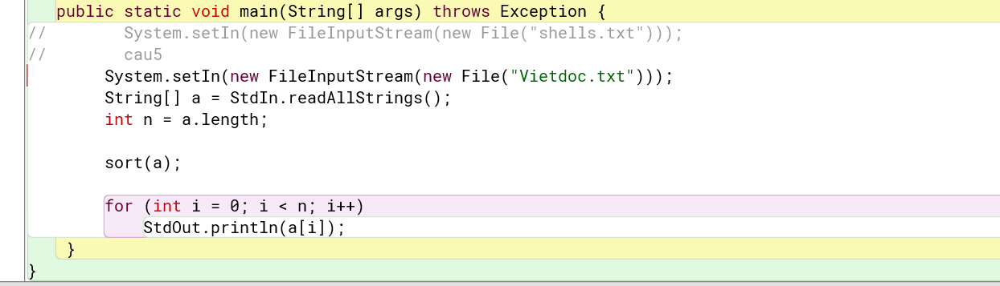 public static void main(String[] args) throws Exception {
//        System.setIn(new FileInputStream(new File("shells.txt")));
//        cau5
System.setIn(new FileInputStream(new File("Vietdoc.txt")));
String[] a = StdIn.readAllStrings();
int n = a.length;
sort(a);
for (int i = 0; i < n; i++)
StdOut.println(a[i]);
}
}